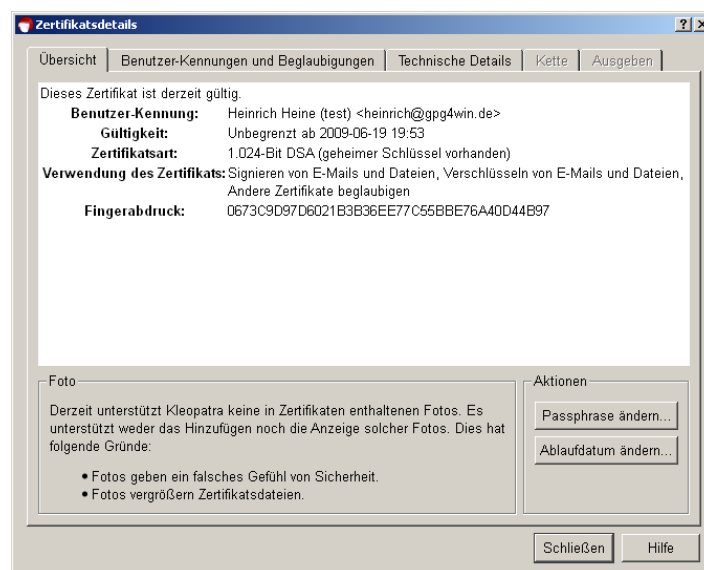 Zertifikatsdetails
Übersicht Benutzer-Kennungen und Beglaubigungen Technische Details Kette Ausgeben
Dieses Zertifikat ist derzeit gültig.
Benutzer-Kennung: Heinrich Heine (test) <heinrich@gpg4win.de>
Gültigkeit: Unbegrenzt ab 2009-06-19 19:53
Zertifikatsart: 1.024-Bit DSA (geheimer Schlüssel vorhanden)
Verwendung des Zertifikats: Signieren von E-Mails und Dateien, Verschlüsseln von E-Mails und Dateien,
Andere Zertifikate beglaubigen
Fingerabdruck: 0673C9D97D6021B3B36EE77C55BBE76A40D44B97
Foto
Derzeit unterstützt Kleopatra keine in Zertifikaten enthaltenen Fotos. Es
unterstützt weder das Hinzufügen noch die Anzeige solcher Fotos. Dies hat
folgende Gründe:
• Fotos geben ein falsches Gefühl von Sicherheit.
• Fotos vergrößern Zertifikatsdateien.
Aktionen
Passphrase ändern...
Ablaufdatum ändern...
Schließen Hilfe